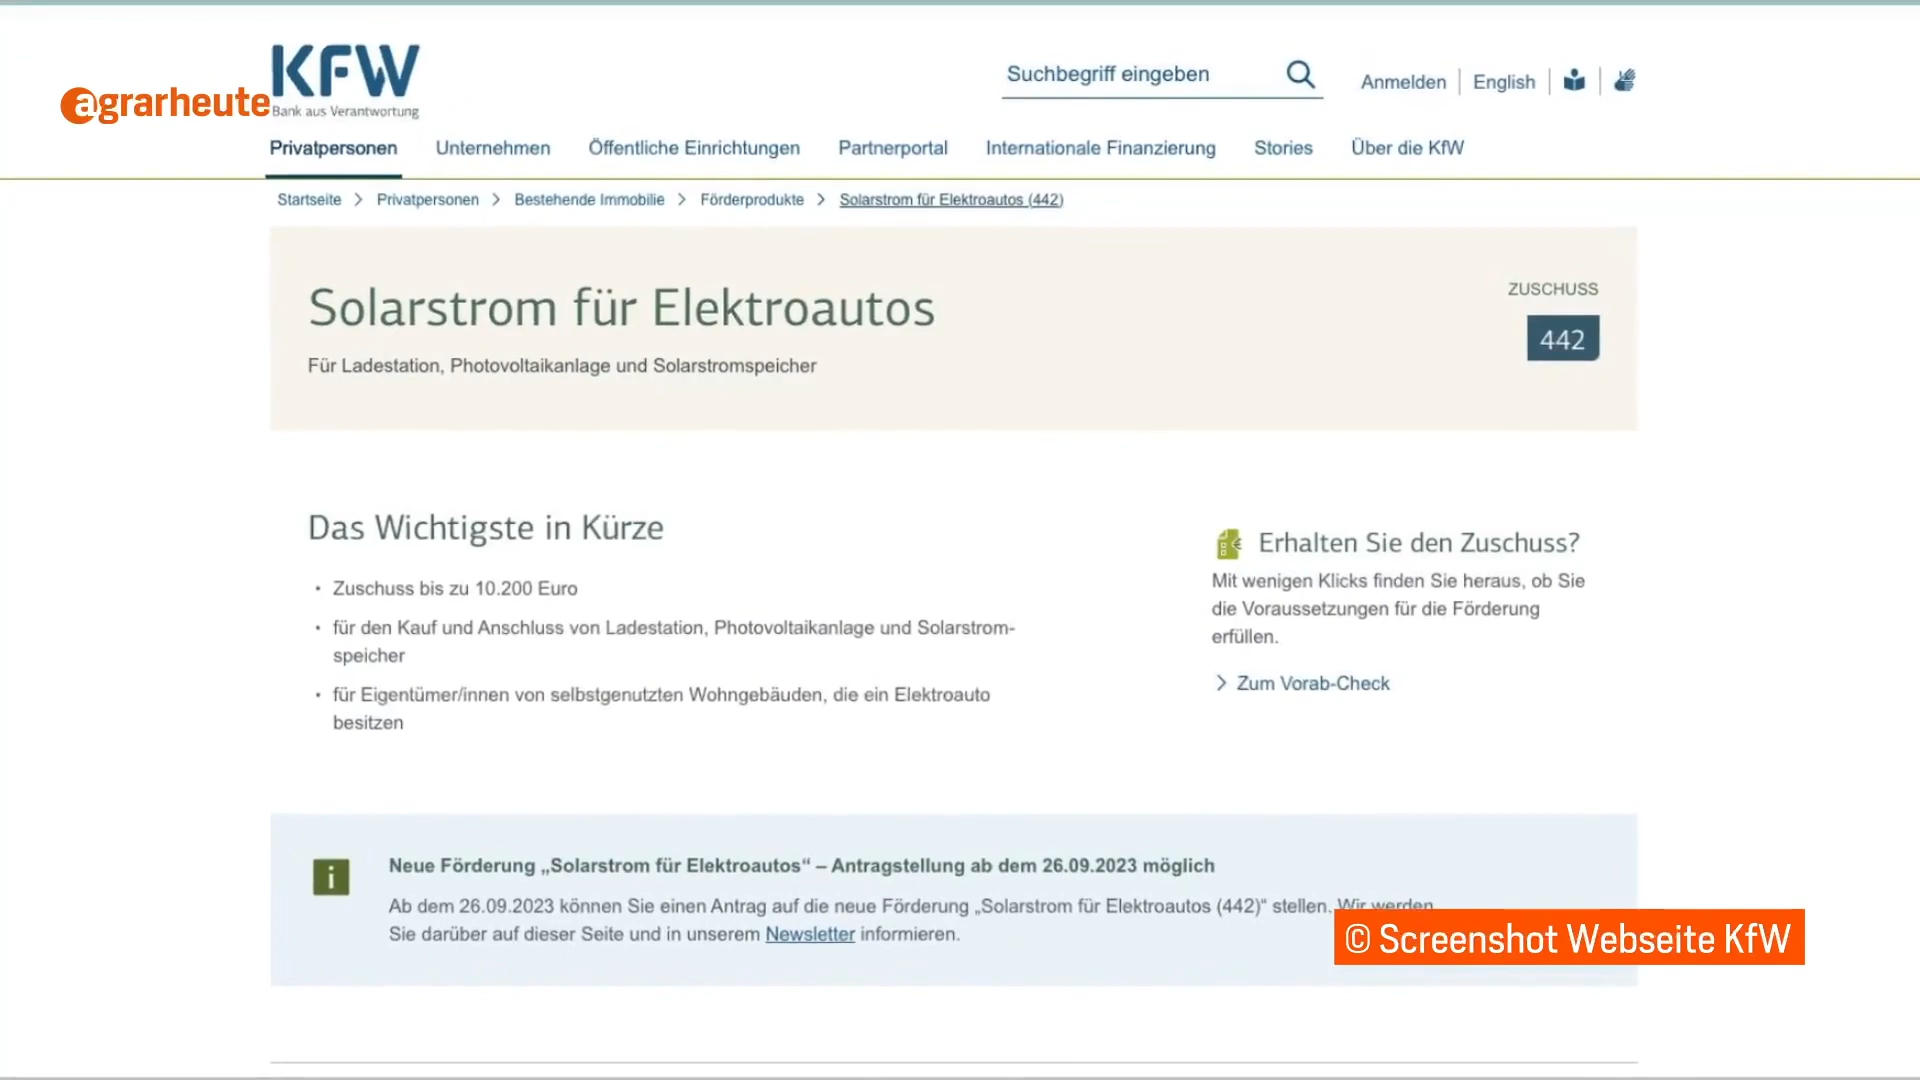 agrarheute
KFW
Bank aus Verantwortung
Suchbegriff eingeben
Anmelden
English
Privatpersonen
Unternehmen
Öffentliche Einrichtungen
Partnerportal
Internationale Finanzierung
Stories
Über die KfW
Startseite > Privatpersonen > Bestehende Immobilie > Förderprodukte > Solarstrom für Elektroautos (442)
Solarstrom für Elektroautos
Für Ladestation, Photovoltaikanlage und Solarstromspeicher
ZUSCHUSS
442
Das Wichtigste in Kürze
• Zuschuss bis zu 10.200 Euro
• für den Kauf und Anschluss von Ladestation, Photovoltaikanlage und Solarstrom-
speicher
• für Eigentümer/innen von selbstgenutzten Wohngebäuden, die ein Elektroauto
besitzen
Erhalten Sie den Zuschuss?
Mit wenigen Klicks finden Sie heraus, ob Sie
die Voraussetzungen für die Förderung
erfüllen.
> Zum Vorab-Check
i
Neue Förderung „Solarstrom für Elektroautos“ – Antragstellung ab dem 26.09.2023 möglich
Ab dem 26.09.2023 können Sie einen Antrag auf die neue Förderung „Solarstrom für Elektroautos (442)“ stellen. Wir werden
Sie darüber auf dieser Seite und in unserem Newsletter informieren.
© Screenshot Webseite KfW